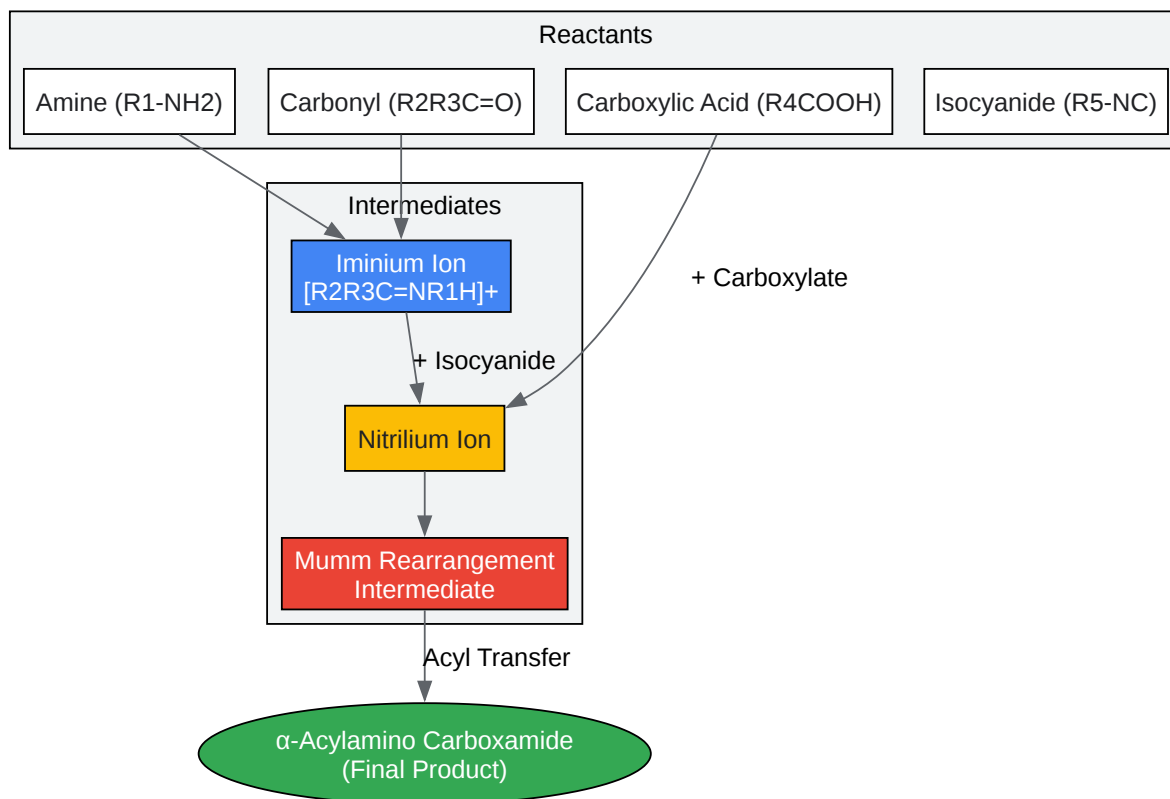 Reactants
Amine (R1-NH2)
Carbonyl (R2R3C=O)
Carboxylic Acid (R4COOH)
Isocyanide (R5-NC)
Intermediates
Iminium Ion
[R2R3C=NR1H]+
+ Carboxylate
+ Isocyanide
Nitrilium Ion
Mumm Rearrangement
Intermediate
Acyl Transfer
α-Acylamino Carboxamide
(Final Product)